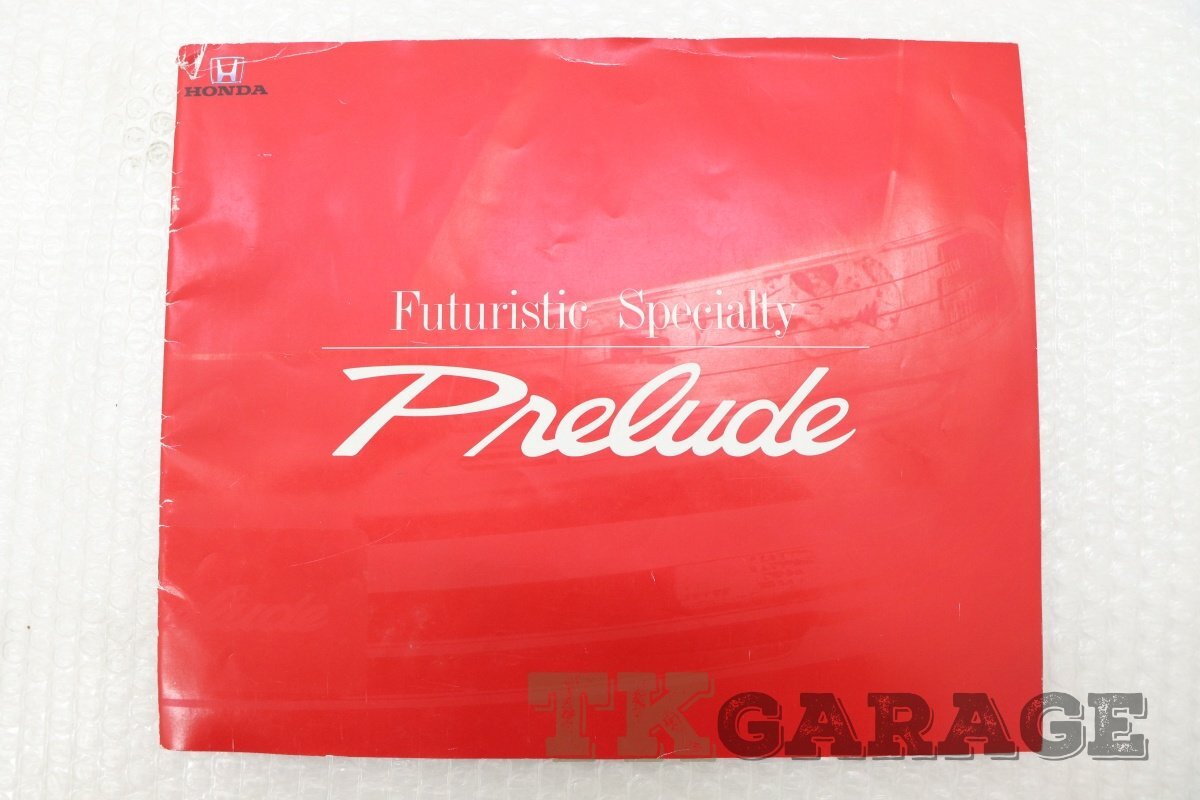 HONDA
Futuristic Specialty
Prelude
TKGARAGE